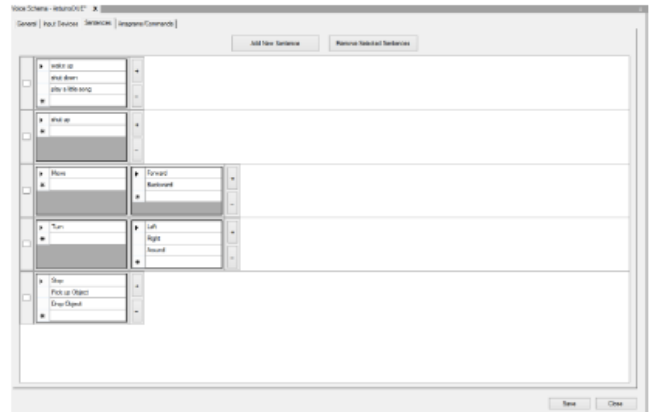 Voice Schema - ArduinoOfiE* X
General | Input Devices | Sentences | Programs/Commands |
Add New Sentence Remove Selected Sentences
wake up +
shut down
play a little song -
shut up +
-
Move Forward +
Backward
-
Turn Left +
Right
Around -
Stop +
Pick up Object
Drop Object -
Save Close